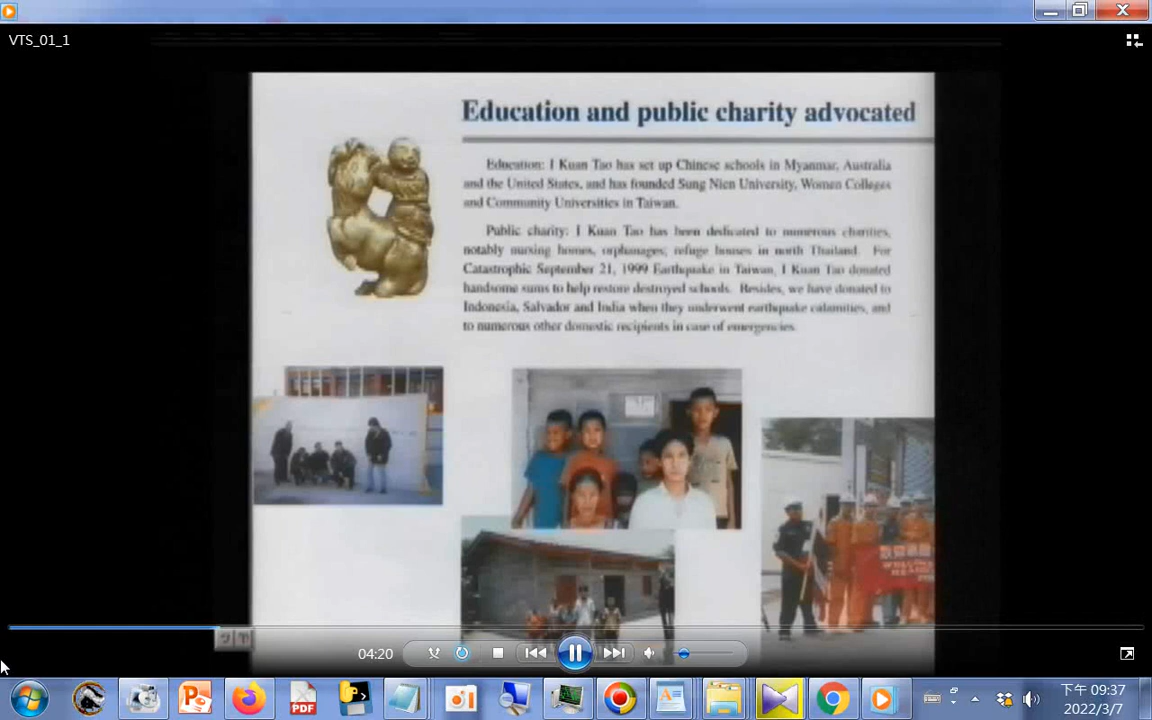 VTS_01_1
Education and public charity advocated
Education: I Kuan Tao has set up Chinese schools in Myanmar, Australia
and the United States, and has founded Sung Nien University, Women Colleges
and Community Universities in Taiwan.
Public charity: I Kuan Tao has been dedicated to numerous charities,
notably nursing homes, orphanages, refuge houses in north Thailand. For
Catastrophic September 21, 1999 Earthquake in Taiwan, I Kuan Tao donated
handsome sums to help restore destroyed schools. Besides, we have donated to
Indonesia, Salvador and India when they underwent earthquake calamities, and
to numerous other domestic recipients in case of emergencies.
04:20
PDF
下午 09:37
2022/3/7